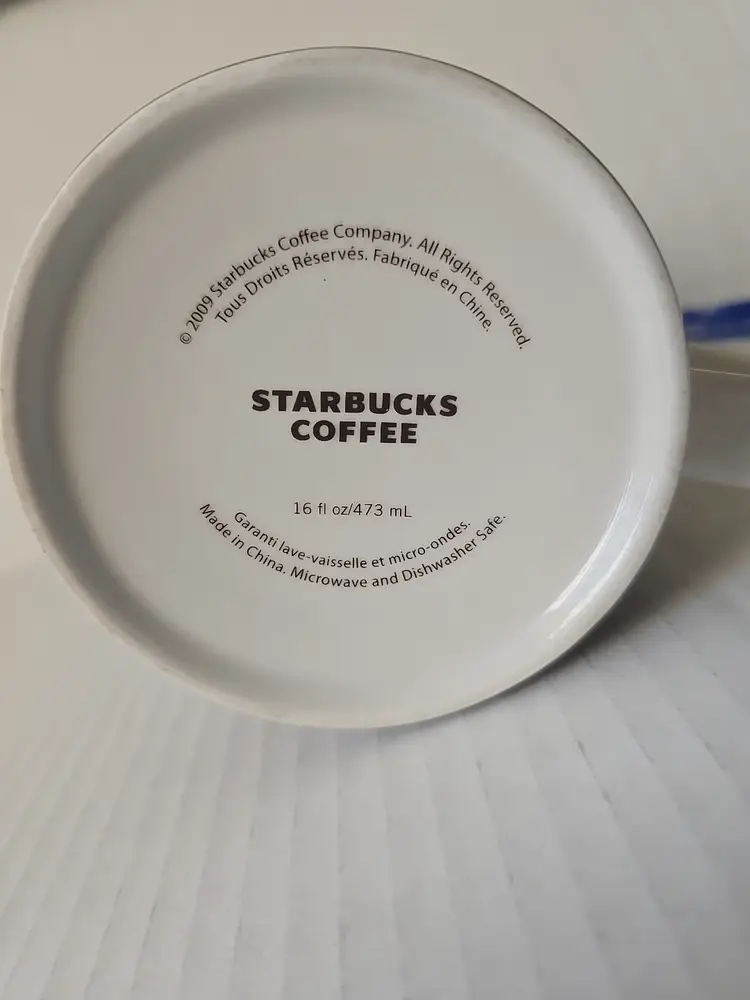 © 2009 Starbucks Coffee Company. All Rights Reserved.
Tous Droits Réservés. Fabriqué en Chine.
STARBUCKS
COFFEE
16 fl oz/473 mL
Garanti lave-vaisselle et micro-ondes.
Made in China. Microwave and Dishwasher Safe.